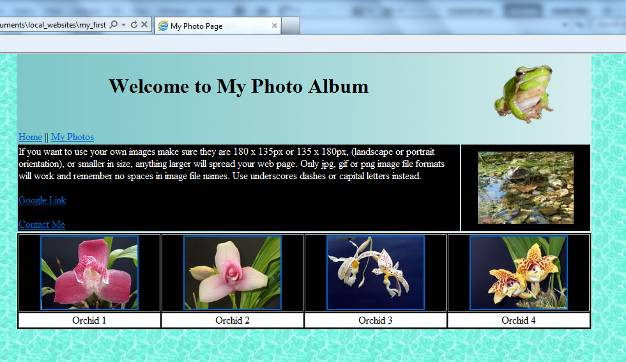 uments\local_websites\my_first
My Photo Page
Welcome to My Photo Album
Home || My Photos
If you want to use your own images make sure they are 180 x 135px or 135 x 180px, (landscape or portrait
orientation), or smaller in size, anything larger will spread your web page. Only jpg, gif or png image file formats
will work and remember no spaces in image file names. Use underscores dashes or capital letters instead.
Google Link
Contact Me
Orchid 1
Orchid 2
Orchid 3
Orchid 4